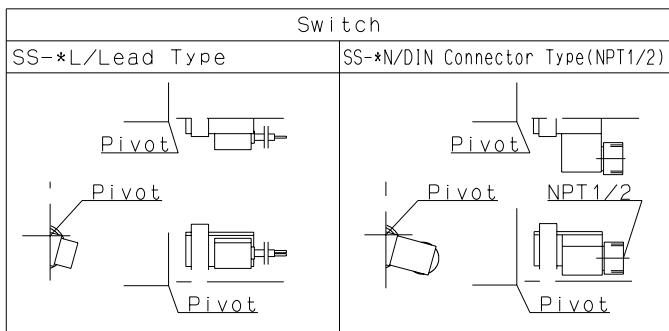 Switch
SS-*L/Lead Type
SS-*N/DIN Connector Type(NPT1/2)
Pivot
Pivot
Pivot
Pivot
NPT1/2
Pivot
Pivot